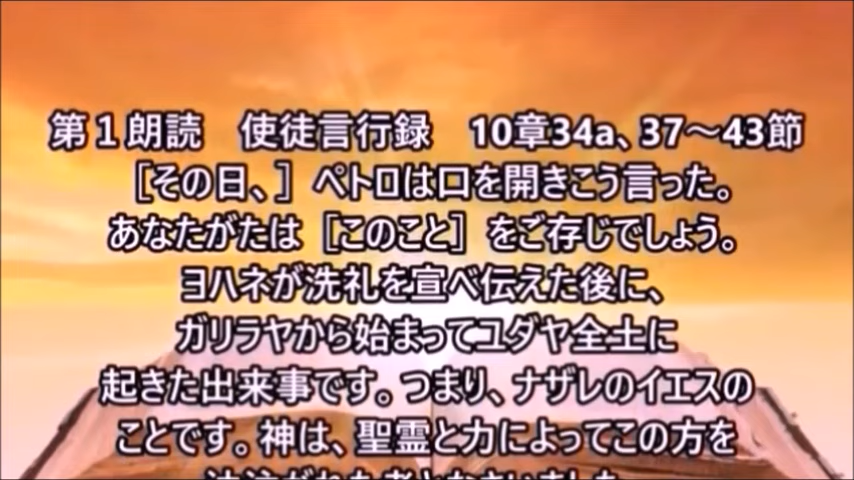 第１朗読　使徒言行録　10章34a、37～43節
［その日、］ペトロは口を開きこう言った。
あなたがたは［このこと］をご存じでしょう。
ヨハネが洗礼を宣べ伝えた後に、
ガリラヤから始まってユダヤ全土に
起きた出来事です。つまり、ナザレのイエスの
ことです。神は、聖霊と力によってこの方を